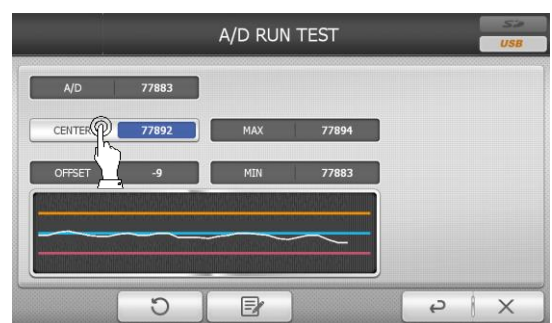 A/D RUN TEST
SD
USB
A/D 77883
CENTER 77892 MAX 77894
OFFSET -9 MIN 77883